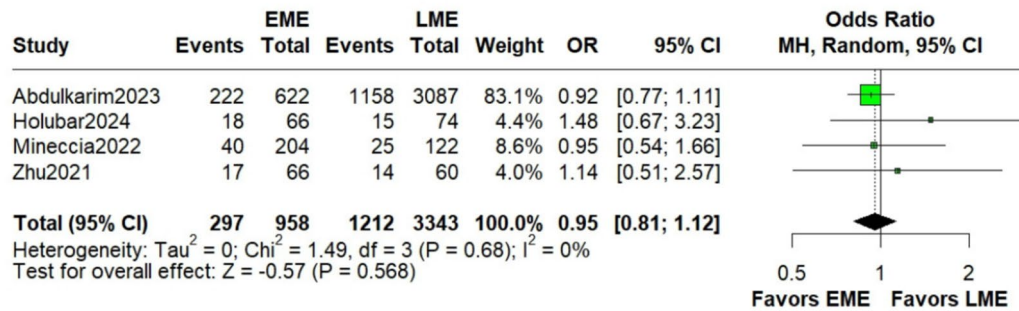 EME LME Odds Ratio
Study Events Total Events Total Weight OR 95% CI MH, Random, 95% CI
Abdulkarim2023 222 622 1158 3087 83.1% 0.92 [0.77; 1.11]
Holubar2024 18 66 15 74 4.4% 1.48 [0.67; 3.23]
Mineccia2022 40 204 25 122 8.6% 0.95 [0.54; 1.66]
Zhu2021 17 66 14 60 4.0% 1.14 [0.51; 2.57]
Total (95% CI) 297 958 1212 3343 100.0% 0.95 [0.81; 1.12]
Heterogeneity: Tau² = 0; Chi² = 1.49, df = 3 (P = 0.68); I² = 0%
Test for overall effect: Z = -0.57 (P = 0.568)
0.5 1 2
Favors EME Favors LME